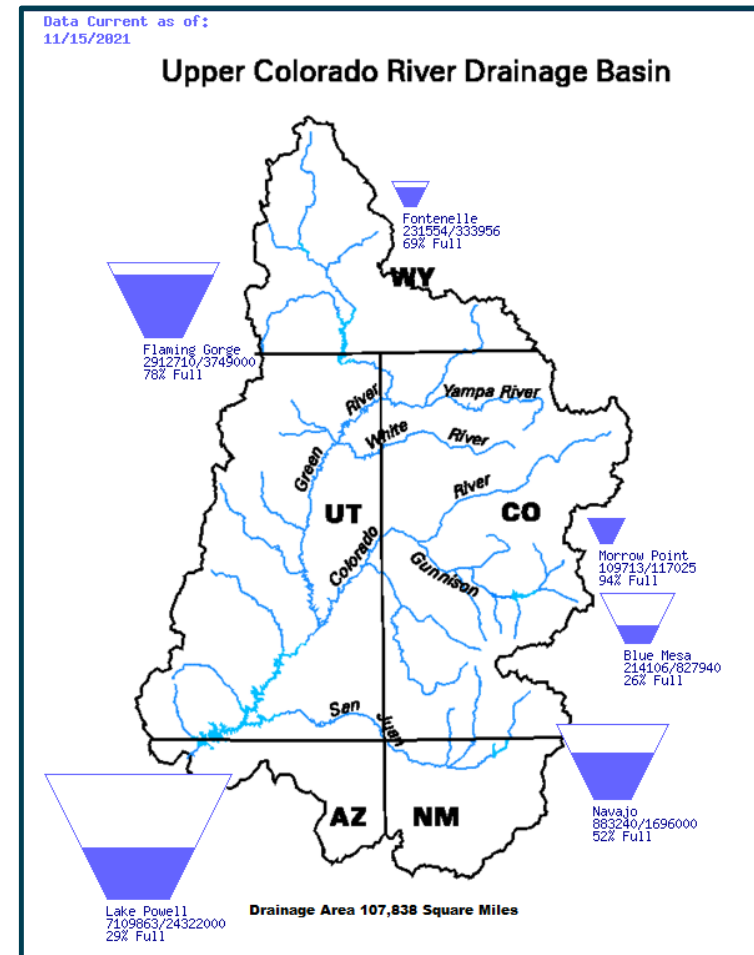 Data Current as of:
11/15/2021
Upper Colorado River Drainage Basin
Fontenelle
231554/333956
69% Full
WY
Flaming Gorge
2912710/3749000
78% Full
Yampa River
River
White
River
Green
River
UT
CO
Colorado
Gunnison
Morrow Point
109713/117025
94% Full
Blue Mesa
214106/827940
26% Full
San
Juan
Navajo
883240/1696000
52% Full
AZ
NM
Lake Powell
7109863/24322000
29% Full
Drainage Area 107,838 Square Miles